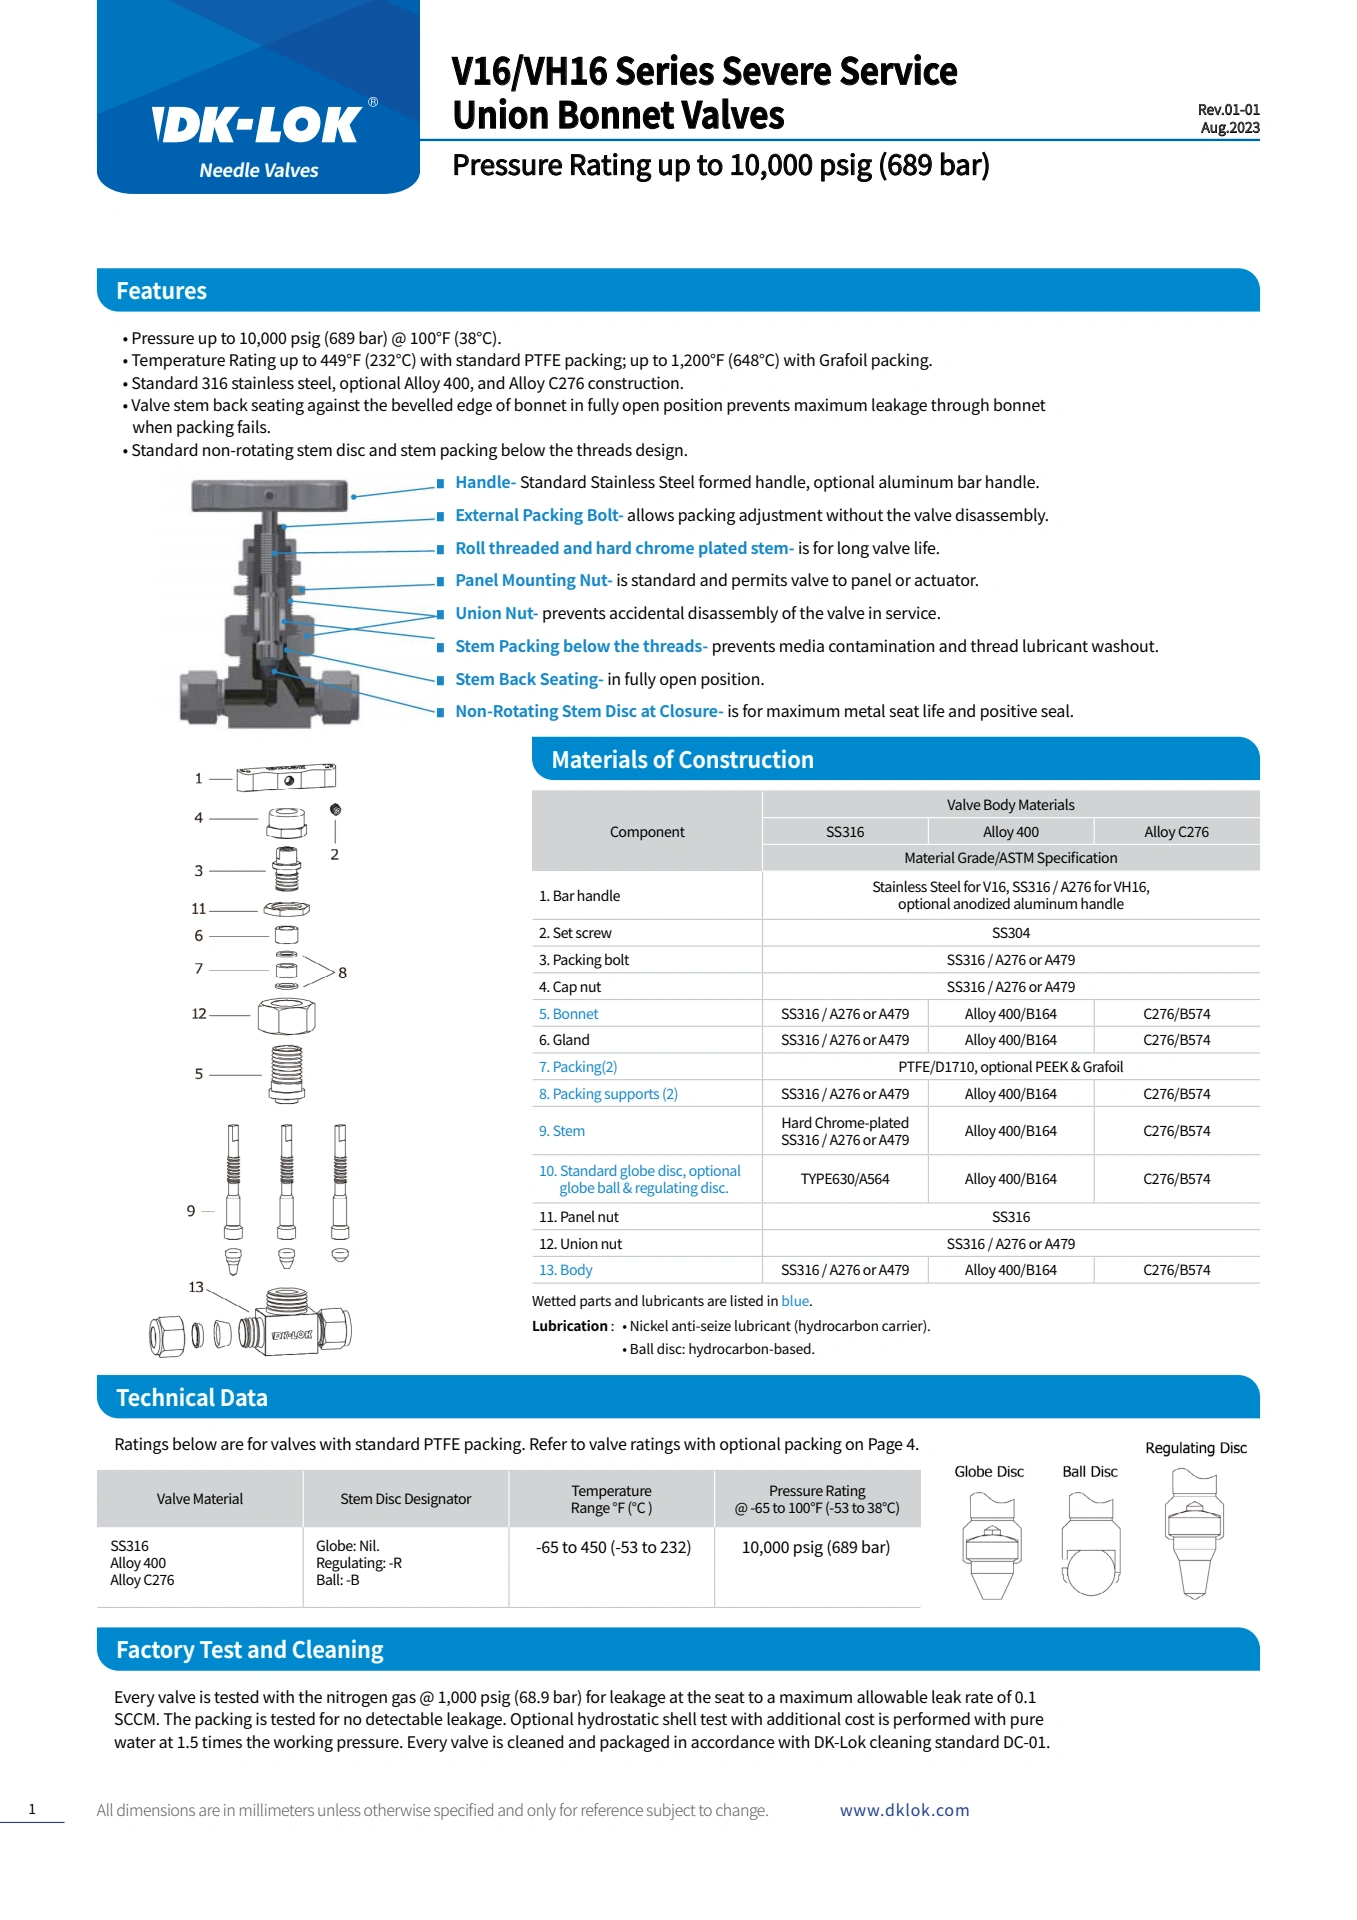 DK-LOK®
Needle Valves
V16/VH16 Series Severe Service
Union Bonnet Valves
Rev.01-01
Aug.2023
Pressure Rating up to 10,000 psig (689 bar)
Features
• Pressure up to 10,000 psig (689 bar) @ 100°F (38°C).
• Temperature Rating up to 449°F (232°C) with standard PTFE packing; up to 1,200°F (648°C) with Grafoil packing.
• Standard 316 stainless steel, optional Alloy 400, and Alloy C276 construction.
• Valve stem back seating against the bevelled edge of bonnet in fully open position prevents maximum leakage through bonnet
when packing fails.
• Standard non-rotating stem disc and stem packing below the threads design.
Handle- Standard Stainless Steel formed handle, optional aluminum bar handle.
External Packing Bolt- allows packing adjustment without the valve disassembly.
Roll threaded and hard chrome plated stem- is for long valve life.
Panel Mounting Nut- is standard and permits valve to panel or actuator.
Union Nut- prevents accidental disassembly of the valve in service.
Stem Packing below the threads- prevents media contamination and thread lubricant washout.
Stem Back Seating- in fully open position.
Non-Rotating Stem Disc at Closure- is for maximum metal seat life and positive seal.
1
4
2
3
11
6
7
8
12
5
9
13
DK-LOK
Materials of Construction
Component
Valve Body Materials
SS316 Alloy 400 Alloy C276
Material Grade/ASTM Specification
1. Bar handle
Stainless Steel for V16, SS316 / A276 for VH16,
optional anodized aluminum handle
2. Set screw SS304
3. Packing bolt SS316 / A276 or A479
4. Cap nut SS316 / A276 or A479
5. Bonnet SS316 / A276 or A479 Alloy 400/B164 C276/B574
6. Gland SS316 / A276 or A479 Alloy 400/B164 C276/B574
7. Packing(2) PTFE/D1710, optional PEEK & Grafoil
8. Packing supports (2) SS316 / A276 or A479 Alloy 400/B164 C276/B574
9. Stem Hard Chrome-plated
SS316 / A276 or A479 Alloy 400/B164 C276/B574
10. Standard globe disc, optional
globe ball & regulating disc. TYPE630/A564 Alloy 400/B164 C276/B574
11. Panel nut SS316
12. Union nut SS316 / A276 or A479
13. Body SS316 / A276 or A479 Alloy 400/B164 C276/B574
Wetted parts and lubricants are listed in blue.
Lubrication : • Nickel anti-seize lubricant (hydrocarbon carrier).
• Ball disc: hydrocarbon-based.
Technical Data
Ratings below are for valves with standard PTFE packing. Refer to valve ratings with optional packing on Page 4.
Valve Material Stem Disc Designator
Temperature
Range °F (°C )
Pressure Rating
@ -65 to 100°F (-53 to 38°C)
SS316
Alloy 400
Alloy C276
Globe: Nil.
Regulating: -R
Ball: -B
-65 to 450 (-53 to 232) 10,000 psig (689 bar)
Globe Disc Ball Disc Regulating Disc
Factory Test and Cleaning
Every valve is tested with the nitrogen gas @ 1,000 psig (68.9 bar) for leakage at the seat to a maximum allowable leak rate of 0.1
SCCM. The packing is tested for no detectable leakage. Optional hydrostatic shell test with additional cost is performed with pure
water at 1.5 times the working pressure. Every valve is cleaned and packaged in accordance with DK-Lok cleaning standard DC-01.
1 All dimensions are in millimeters unless otherwise specified and only for reference subject to change. www.dklok.com